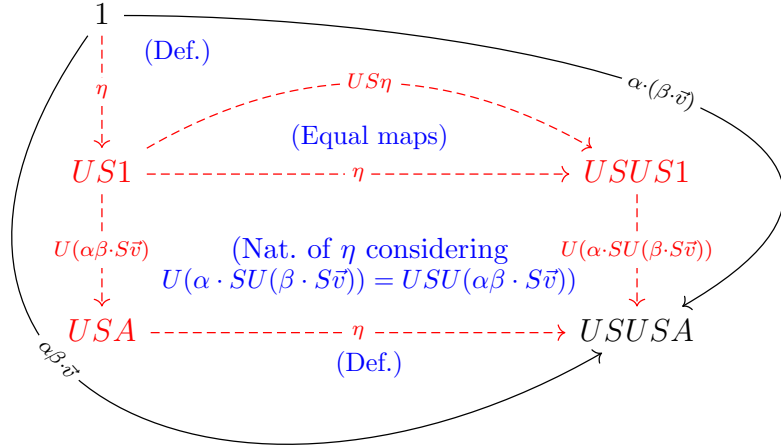 1
(Def.)
η
USη
α·(β·v⃗)
(Equal maps)
US1
η
USUS1
U(αβ·Sv⃗)
(Nat. of η considering
U(α · SU(β · Sv⃗)) = USU(αβ · Sv⃗))
U(α·SU(β·Sv⃗))
USA
η
USUSA
αβ·v⃗
(Def.)